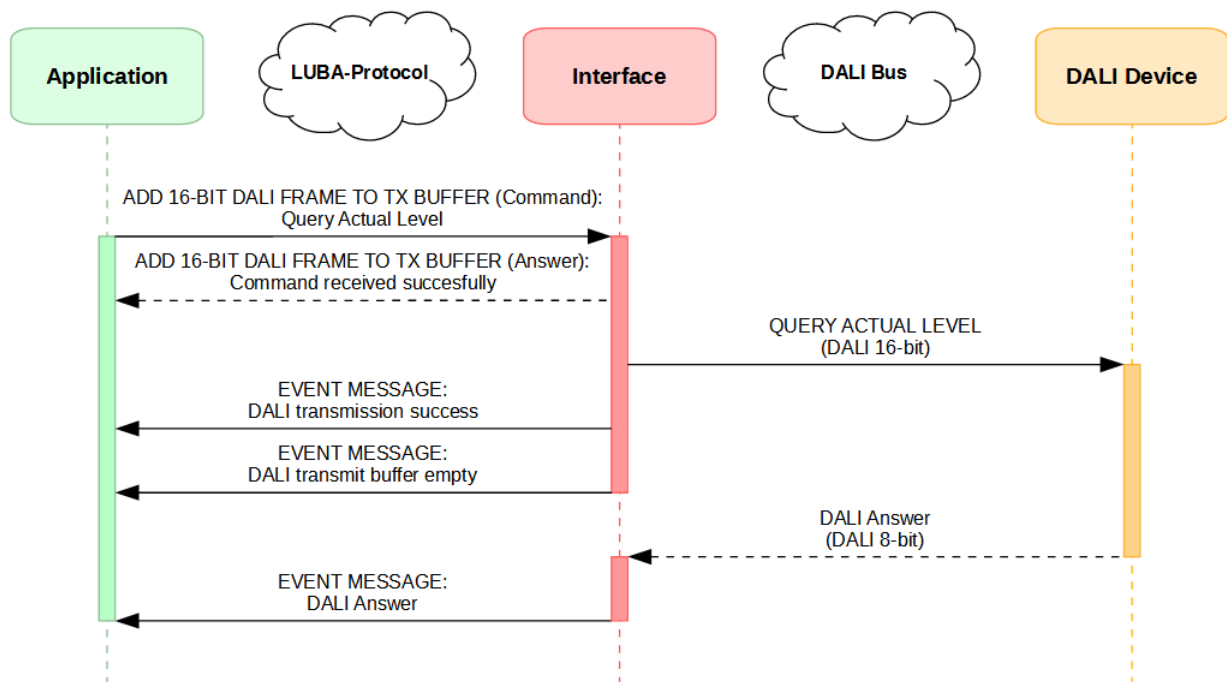 Application
LUBA-Protocol
Interface
DALI Bus
DALI Device
ADD 16-BIT DALI FRAME TO TX BUFFER (Command):
Query Actual Level
ADD 16-BIT DALI FRAME TO TX BUFFER (Answer):
Command received succesfully
QUERY ACTUAL LEVEL
(DALI 16-bit)
EVENT MESSAGE:
DALI transmission success
EVENT MESSAGE:
DALI transmit buffer empty
DALI Answer
(DALI 8-bit)
EVENT MESSAGE:
DALI Answer